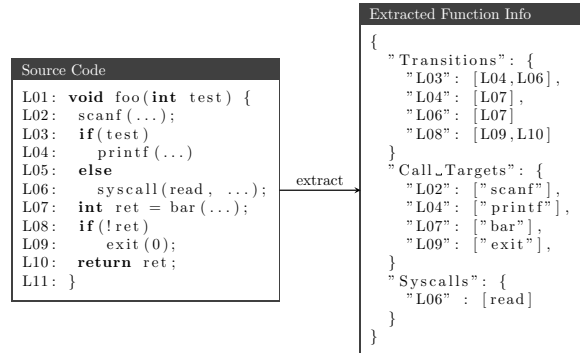 Source Code
L01: void foo(int test) {
L02: scanf(...);
L03: if(test)
L04: printf(...)
L05: else
L06: syscall(read, ...);
L07: int ret = bar(...);
L08: if(!ret)
L09: exit(0);
L10: return ret;
L11: }
extract
Extracted Function Info
{
"Transitions": {
"L03": [L04,L06],
"L04": [L07],
"L06": [L07]
"L08": [L09,L10]
}
"Call_Targets": {
"L02": ["scanf"],
"L04": ["printf"],
"L07": ["bar"],
"L09": ["exit"],
}
"Syscalls": {
"L06" : [read]
}
}